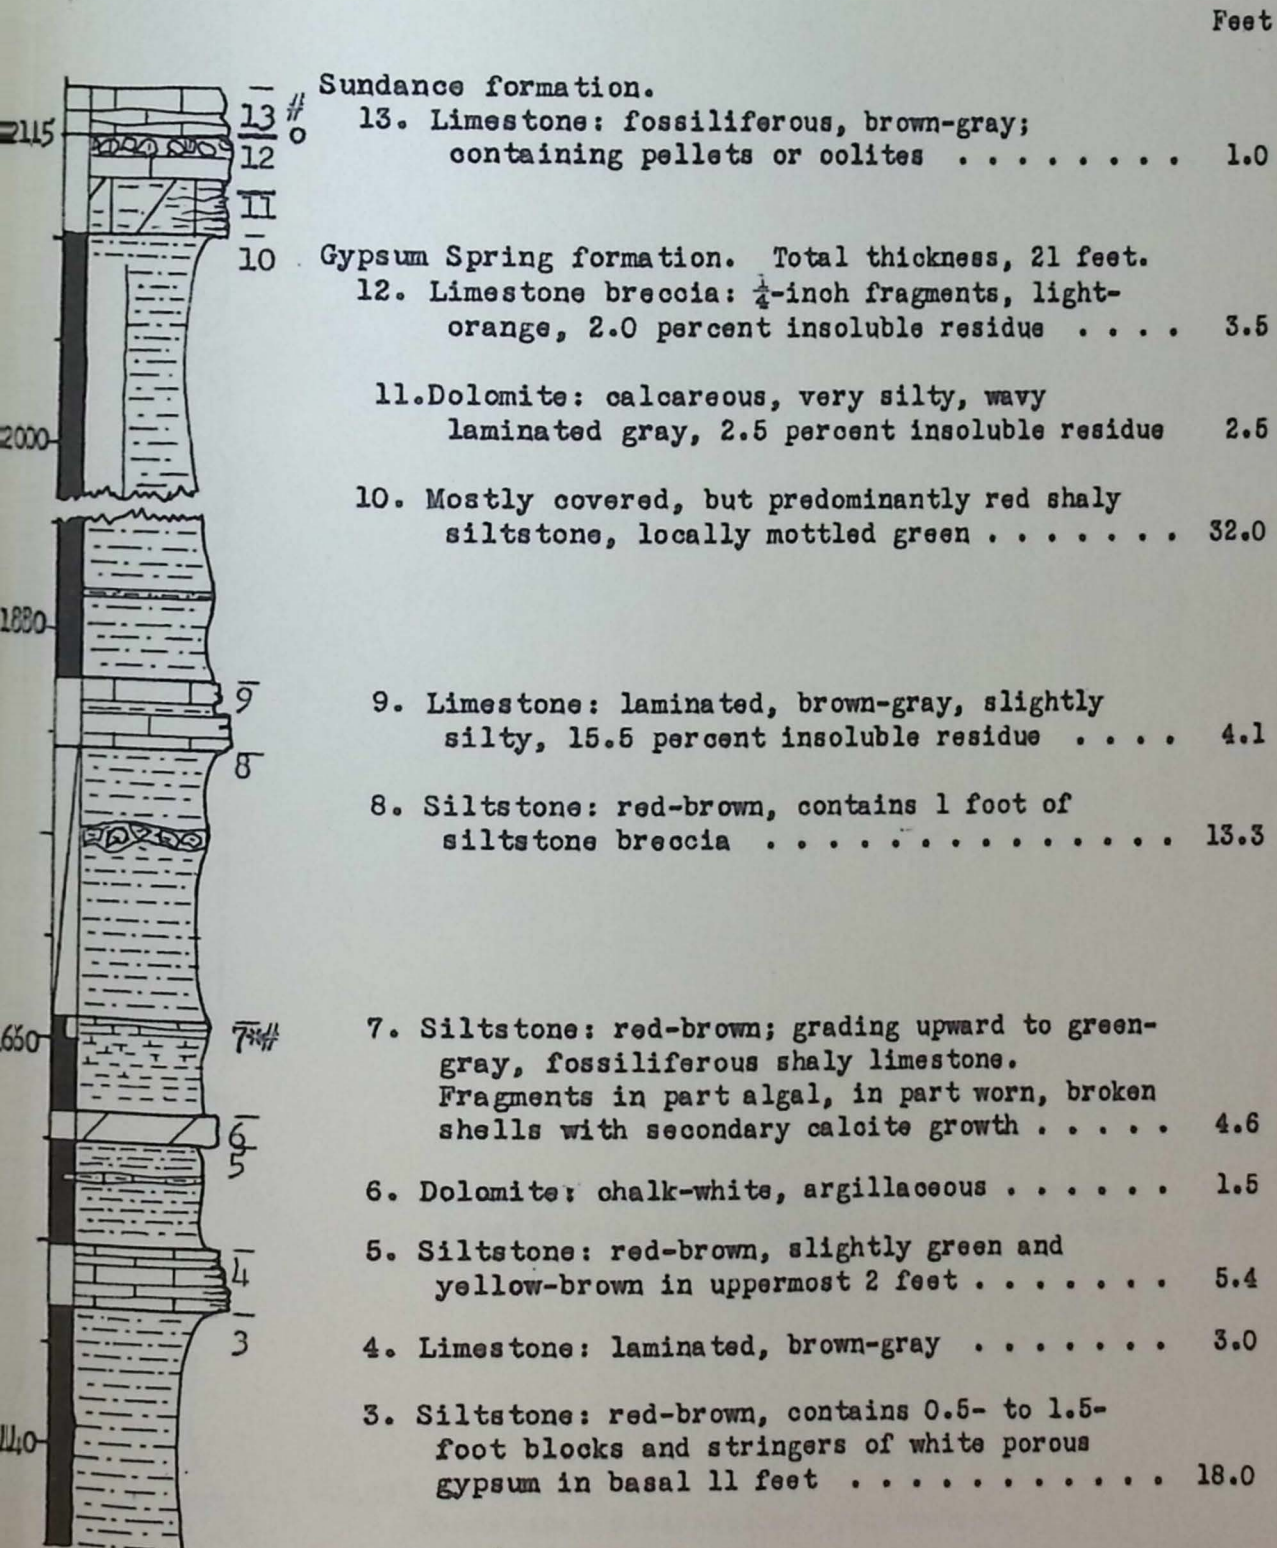 Feet
Sundance formation.
13. Limestone: fossiliferous, brown-gray;
containing pellets or oolites . . . . . . . . 1.0
Gypsum Spring formation. Total thickness, 21 feet.
12. Limestone breccia: ¼-inch fragments, light-
orange, 2.0 percent insoluble residue . . . . 3.5
11.Dolomite: calcareous, very silty, wavy
laminated gray, 2.5 percent insoluble residue 2.5
10. Mostly covered, but predominantly red shaly
siltstone, locally mottled green . . . . . . . 32.0
9. Limestone: laminated, brown-gray, slightly
silty, 15.5 percent insoluble residue . . . . 4.1
8. Siltstone: red-brown, contains 1 foot of
siltstone breccia . . . . . . . . . . . . . . 13.3
7. Siltstone: red-brown; grading upward to green-
gray, fossiliferous shaly limestone.
Fragments in part algal, in part worn, broken
shells with secondary calcite growth . . . . . 4.6
6. Dolomite: chalk-white, argillaceous . . . . . . 1.5
5. Siltstone: red-brown, slightly green and
yellow-brown in uppermost 2 feet . . . . . . . 5.4
4. Limestone: laminated, brown-gray . . . . . . . 3.0
3. Siltstone: red-brown, contains 0.5- to 1.5-
foot blocks and stringers of white porous
gypsum in basal 11 feet . . . . . . . . . . . 18.0
2115
2000
1880
13 #
o
12
11
10
9
8
7
6
5
4
3